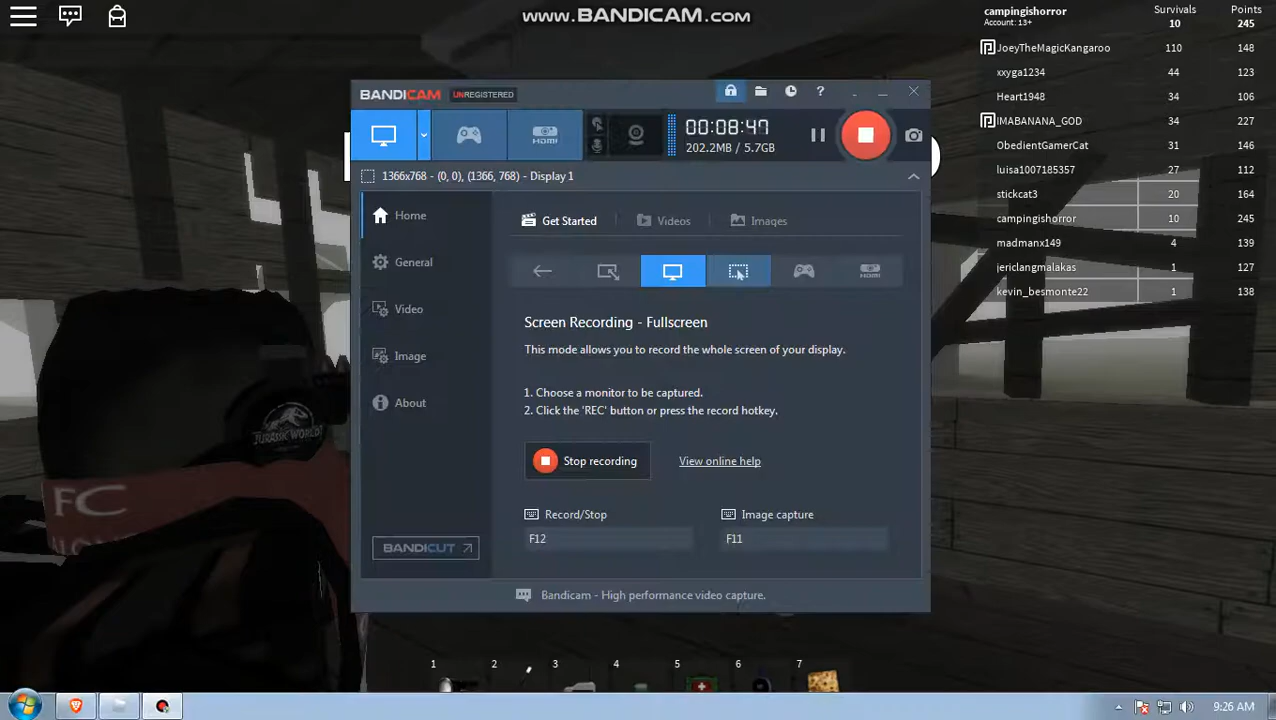 www.BANDICAM.com
campingishorror
Account: 13+
Survivals
10
Points
245
JoeyTheMagicKangaroo 110 148
xxyga1234 44 123
Heart1948 34 106
IMABANANA_GOD 34 227
ObedientGamerCat 31 146
luisa1007185357 27 137
stickcat3 20 164
campingishorror 10 245
madmanx149 4 139
jericlangmalakas 1 127
kevin_besmonte22 1 138
BANDICAM UNREGISTERED
?
HDMI
00:08:47
202.2MB / 5.7GB
1366x768 - (0, 0), (1366, 768) - Display 1
Home
General
Video
Image
About
BANDICUT
Get Started
Videos
Images
HDMI
Screen Recording - Fullscreen
This mode allows you to record the whole screen of your display.
1. Choose a monitor to be captured.
2. Click the 'REC' button or press the record hotkey.
Stop recording
View online help
Record/Stop
F12
Image capture
F11
Bandicam - High performance video capture.
JURASSIC WORLD
FC
1 2 3 4 5 6 7
9:26 AM